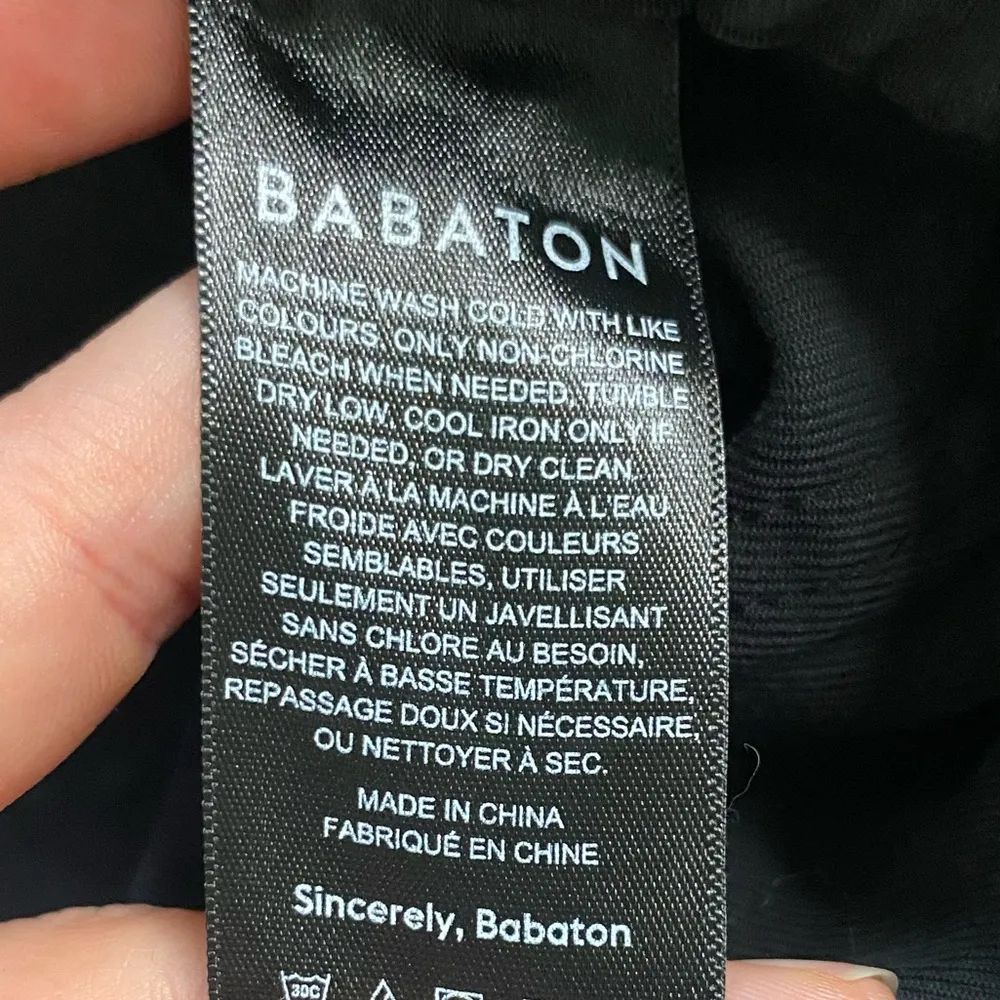 BABATON
MACHINE WASH COLD WITH LIKE
COLOURS, ONLY NON-CHLORINE
BLEACH WHEN NEEDED, TUMBLE
DRY LOW, COOL IRON ONLY IF
NEEDED, OR DRY CLEAN.
LAVER À LA MACHINE À L'EAU
FROIDE AVEC COULEURS
SEMBLABLES, UTILISER
SEULEMENT UN JAVELLISANT
SANS CHLORE AU BESOIN,
SÉCHER À BASSE TEMPÉRATURE,
REPASSAGE DOUX SI NÉCESSAIRE,
OU NETTOYER À SEC.
MADE IN CHINA
FABRIQUÉ EN CHINE
Sincerely, Babaton
30C